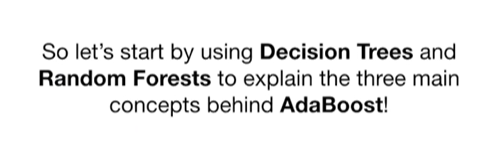 So let's start by using Decision Trees and
Random Forests to explain the three main
concepts behind AdaBoost!